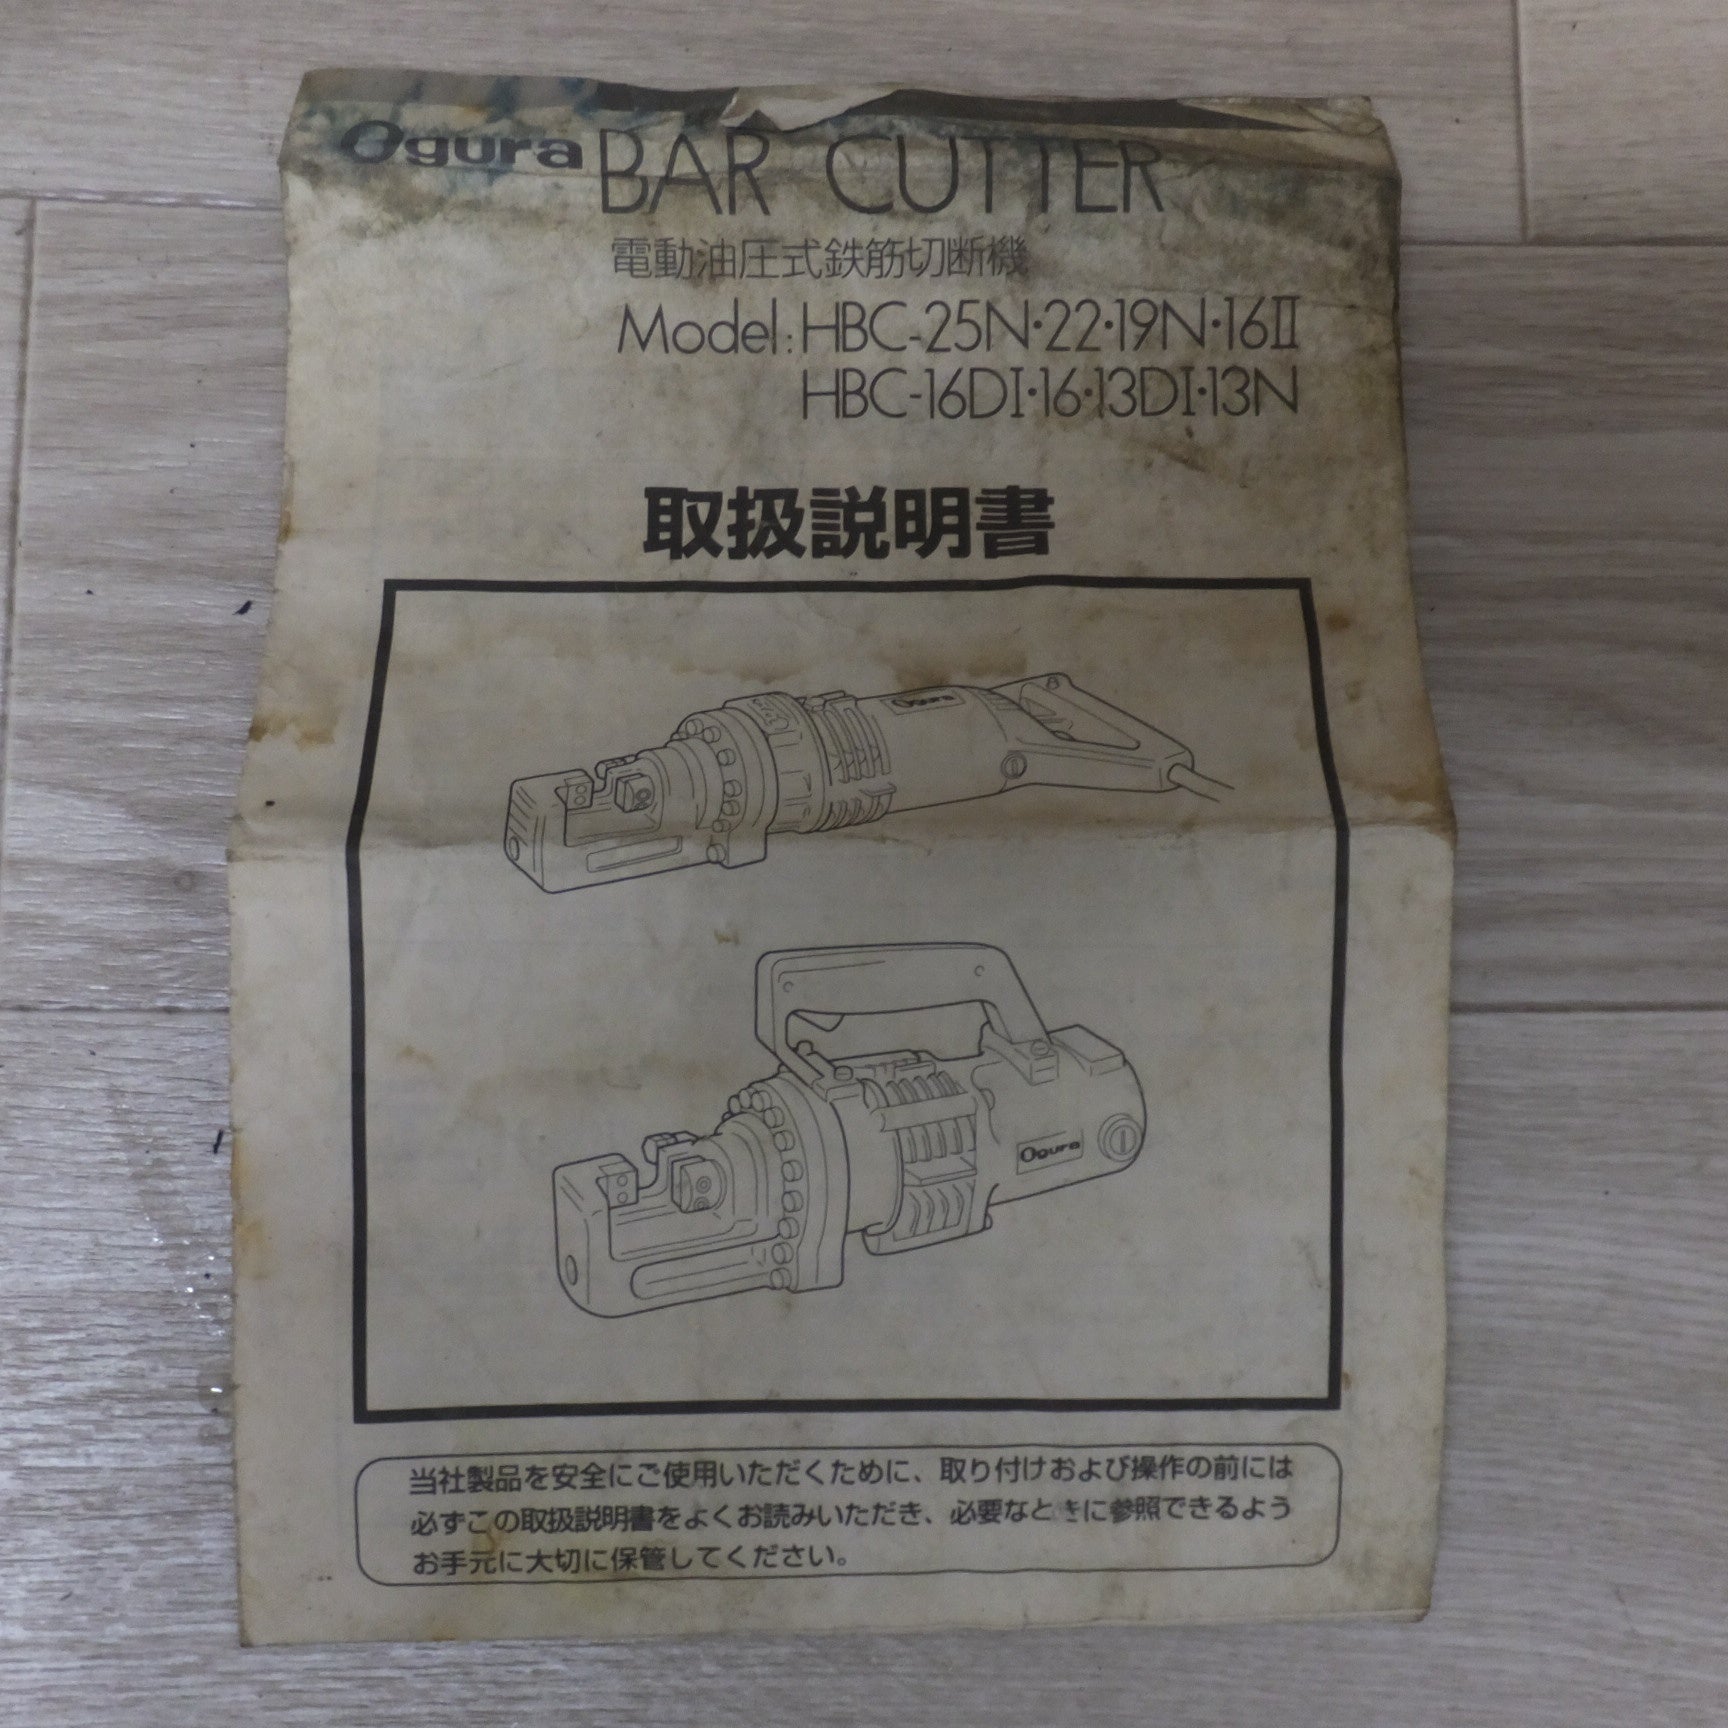 Ogura BAR CUTTER
電動油圧式鉄筋切断機
Model: HBC-25N・22・19N・16II
HBC-16DI・16・13DI・13N
取扱説明書
Ogura
Ogura
当社製品を安全にご使用いただくために、取り付けおよび操作の前には
必ずこの取扱説明書をよくお読みいただき、必要なときに参照できるよう
お手元に大切に保管してください。